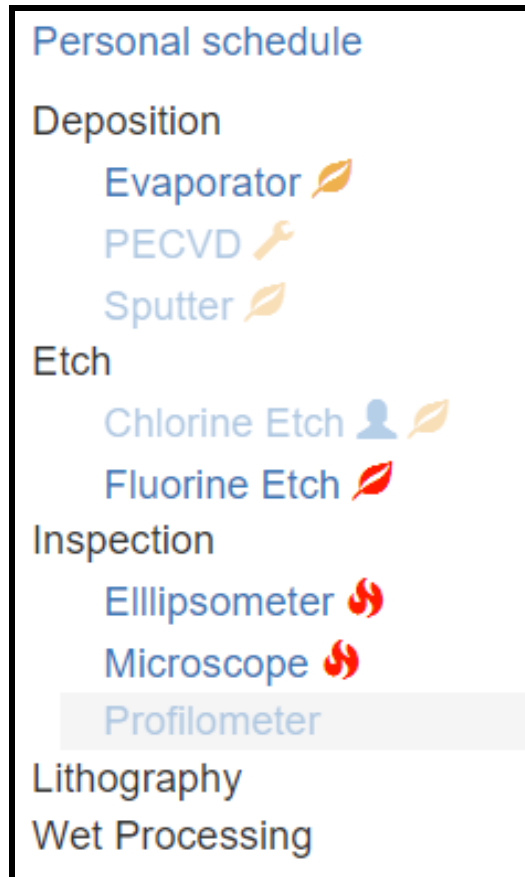 Personal schedule
Deposition
Evaporator
PECVD
Sputter
Etch
Chlorine Etch
Fluorine Etch
Inspection
Elllipsometer
Microscope
Profilometer
Lithography
Wet Processing